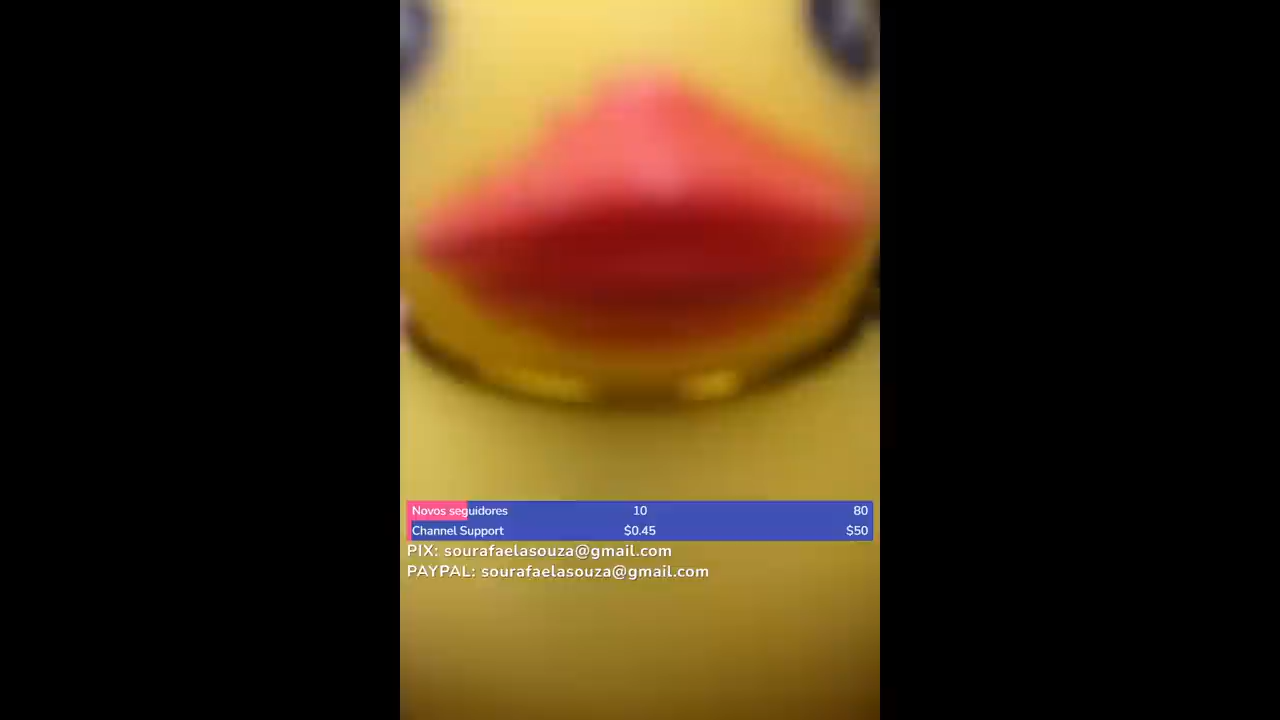 Novos seguidores 10 80
Channel Support $0.45 $50
PIX: sourafaelasouza@gmail.com
PAYPAL: sourafaelasouza@gmail.com